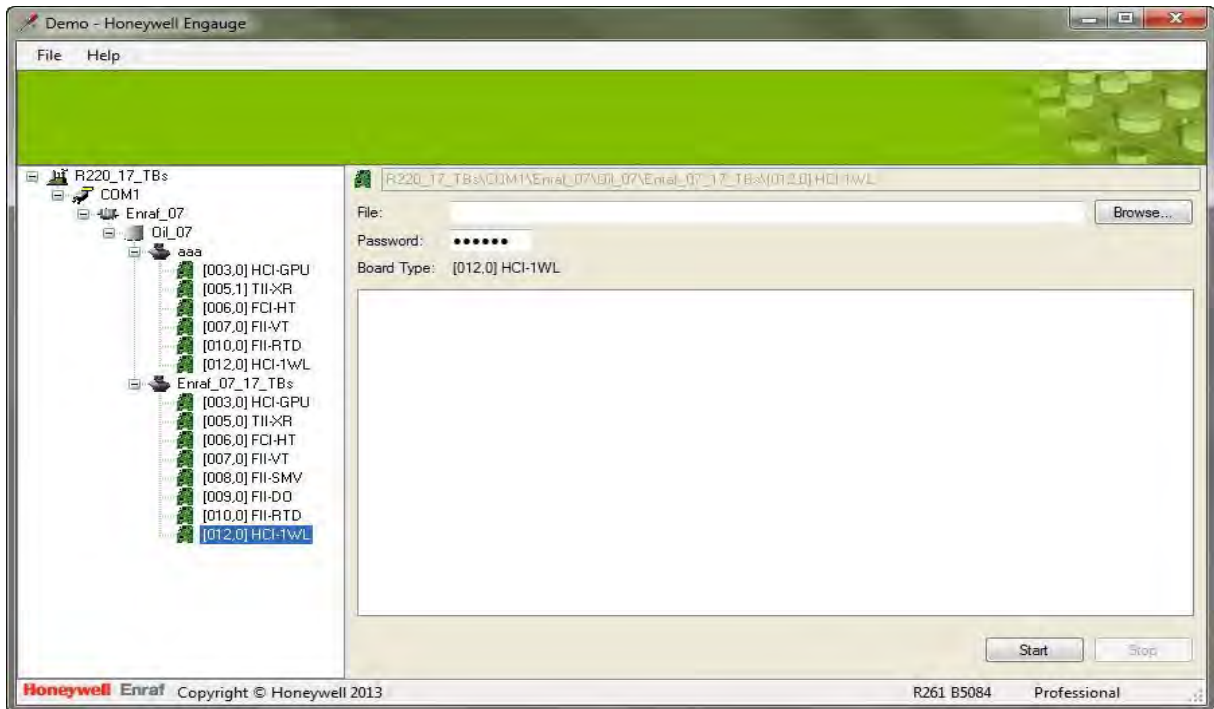 Demo - Honeywell Engauge
File Help
R220_17_TBs
COM1
Enraf_07
Oil_07
aaa
[003,0] HCI-GPU
[005,1] TII-XR
[006,0] FCI-HT
[007,0] FII-VT
[010,0] FII-RTD
[012,0] HCI-1WL
Enraf_07_17_TBs
[003,0] HCI-GPU
[005,0] TII-XR
[006,0] FCI-HT
[007,0] FII-VT
[008,0] FII-SMV
[009,0] FII-DO
[010,0] FII-RTD
[012,0] HCI-1WL
R220_17_TBs\COM1\Enraf_07\Oil_07\Enraf_07_17_TBs\[012,0] HCI-1WL
File:
Browse...
Password: ●●●●●●
Board Type: [012,0] HCI-1WL
Start Stop
Honeywell Enraf Copyright © Honeywell 2013 R261 B5084 Professional